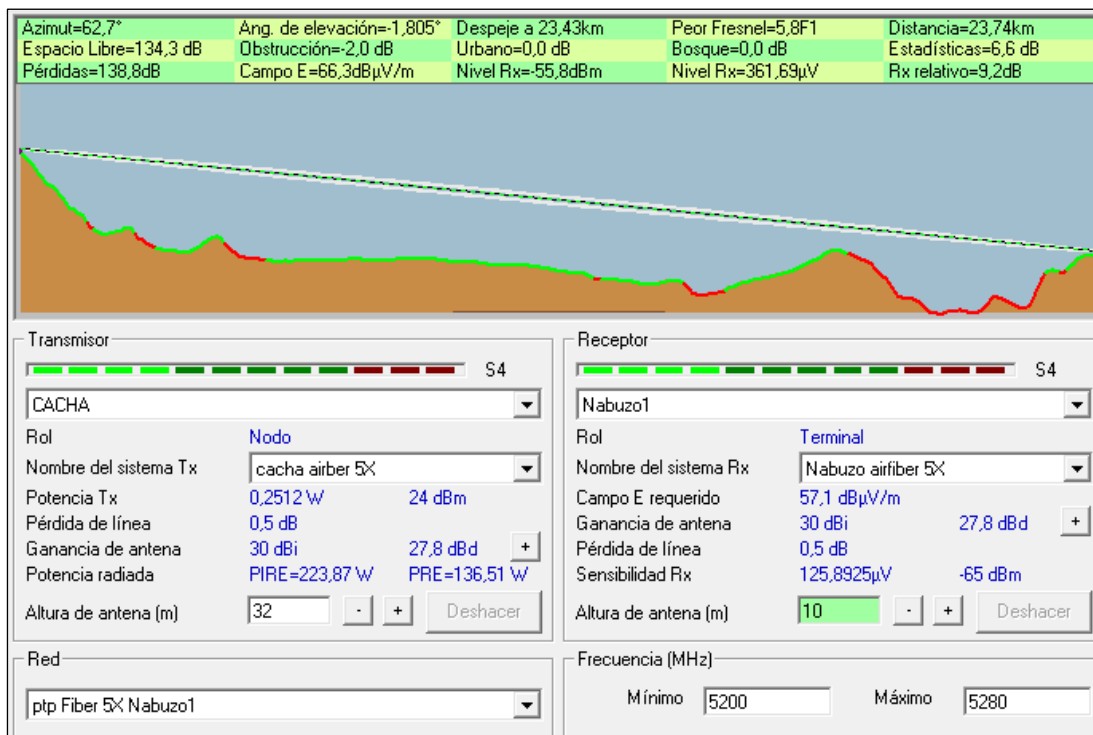 Azimut=62,7° Ang. de elevación=-1,805° Despeje a 23,43km Peor Fresnel=5,8F1 Distancia=23,74km
Espacio Libre=134,3 dB Obstrucción=-2,0 dB Urbano=0,0 dB Bosque=0,0 dB Estadísticas=6,6 dB
Pérdidas=138,8dB Campo E=66,3dBµV/m Nivel Rx=-55,8dBm Nivel Rx=361,69µV Rx relativo=9,2dB
Transmisor
S4
CACHA
Rol Nodo
Nombre del sistema Tx cacha airber 5X
Potencia Tx 0,2512 W 24 dBm
Pérdida de línea 0,5 dB
Ganancia de antena 30 dBi 27,8 dBd +
Potencia radiada PIRE=223,87 W PRE=136,51 W
Altura de antena (m) 32 - + Deshacer
Receptor
S4
Nabuzo1
Rol Terminal
Nombre del sistema Rx Nabuzo airfiber 5X
Campo E requerido 57,1 dBµV/m
Ganancia de antena 30 dBi 27,8 dBd +
Pérdida de línea 0,5 dB
Sensibilidad Rx 125,8925µV -65 dBm
Altura de antena (m) 10 - + Deshacer
Red
ptp Fiber 5X Nabuzo1
Frecuencia (MHz)
Mínimo 5200 Máximo 5280